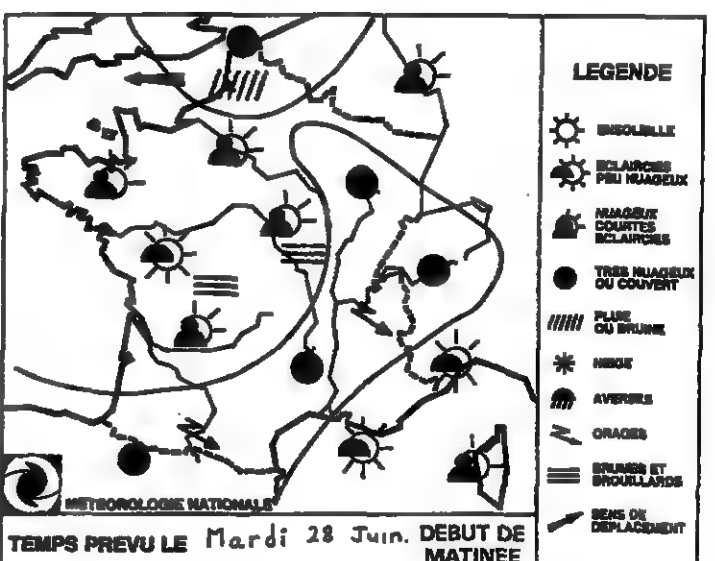 LEGENDE
ENSOLEILLE
ECLAIRCIES
PEU NUAGEUX
NUAGEUX
COURTES
ECLAIRCIES
TRES NUAGEUX
OU COUVERT
PLUIE
OU BRUINE
NEIGE
AVERSES
ORAGES
BRUMES ET
BROUILLARDS
SENS DE
DEPLACEMENT
METEOROLOGIE NATIONALE
TEMPS PREVU LE Mardi 28 Juin. DEBUT DE
MATINEE